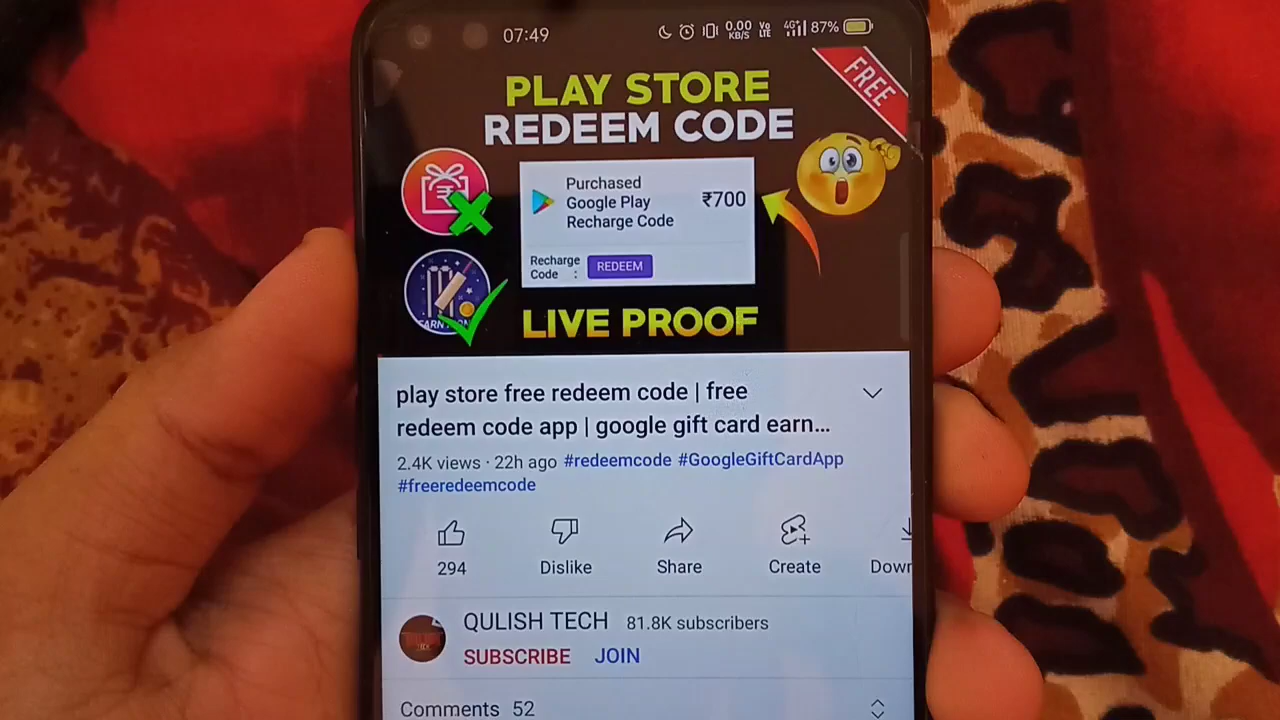 07:49 0.00 KB/S Vo LTE 4G+ 87%
FREE
PLAY STORE
REDEEM CODE
Purchased
Google Play
Recharge Code
₹700
Recharge
Code :
REDEEM
LIVE PROOF
play store free redeem code | free
redeem code app | google gift card earn...
2.4K views · 22h ago #redeemcode #GoogleGiftCardApp
#freeredeemcode
294 Dislike Share Create Down
QULISH TECH 81.8K subscribers
SUBSCRIBE JOIN
Comments 52